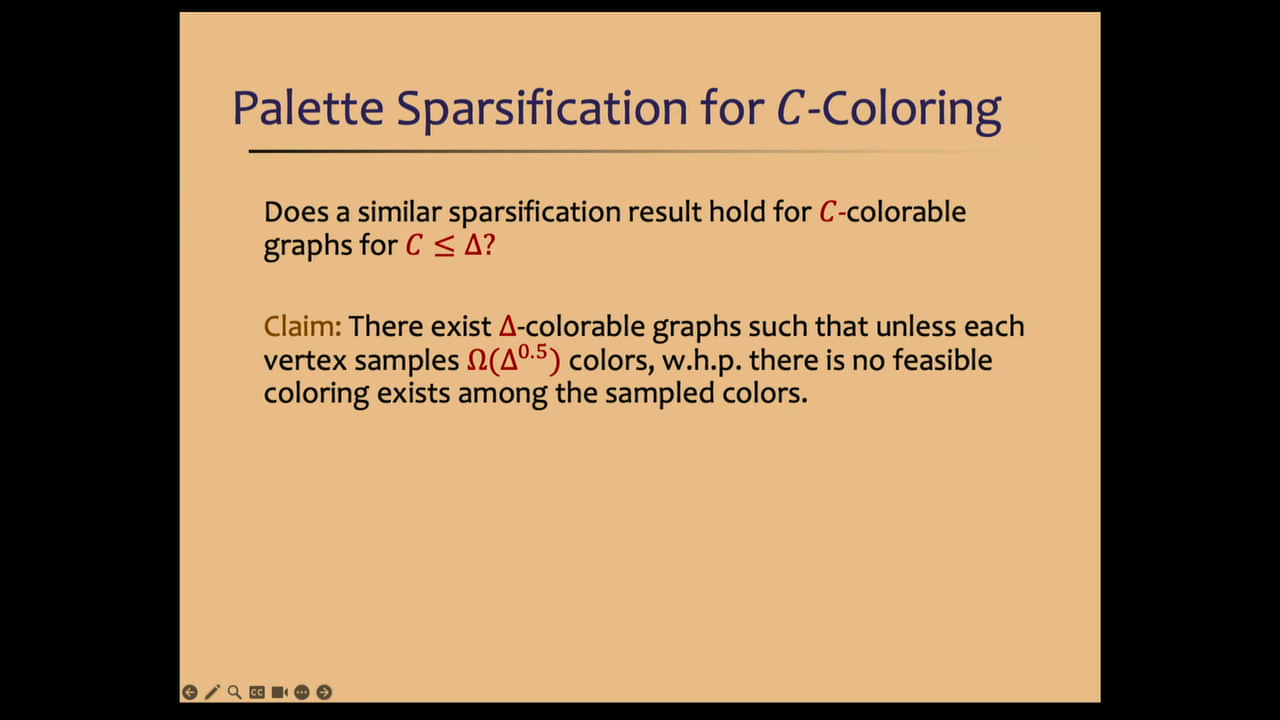 Palette Sparsification for C-Coloring
Does a similar sparsification result hold for C-colorable
graphs for C ≤ Δ?
Claim: There exist Δ-colorable graphs such that unless each
vertex samples Ω(Δ^0.5) colors, w.h.p. there is no feasible
coloring exists among the sampled colors.
CC